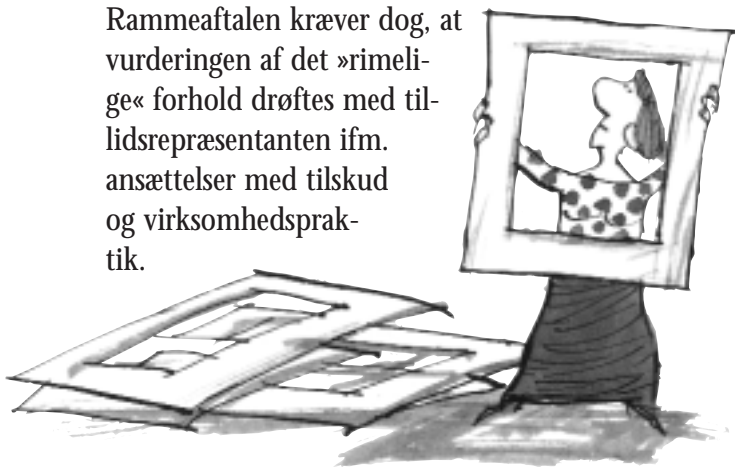 Rammeaftalen kræver dog, at
vurderingen af det »rimeli-
ge« forhold drøftes med til-
lidsrepræsentanten ifm.
ansættelser med tilskud
og virksomhedsprak-
tik.